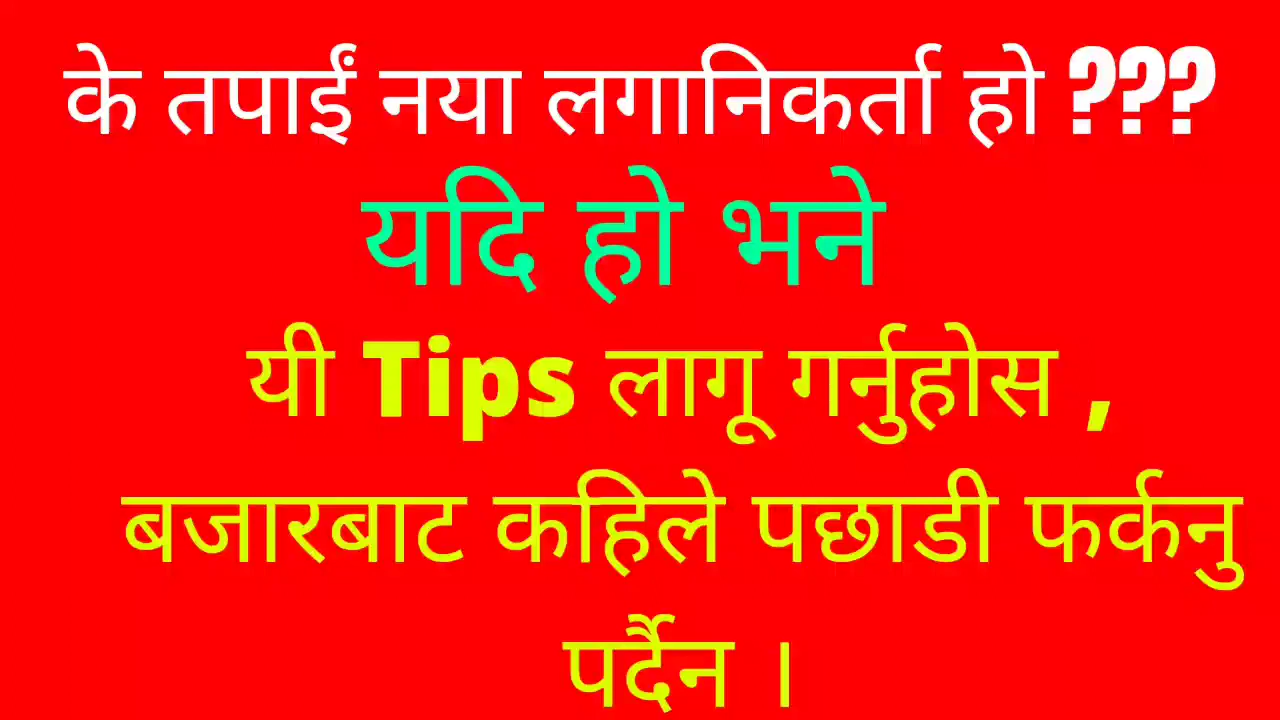 के तपाईं नया लगानिकर्ता हो ???
यदि हो भने
यी Tips लागू गर्नुहोस ,
बजारबाट कहिले पछाडी फर्कनु
पर्दैन ।